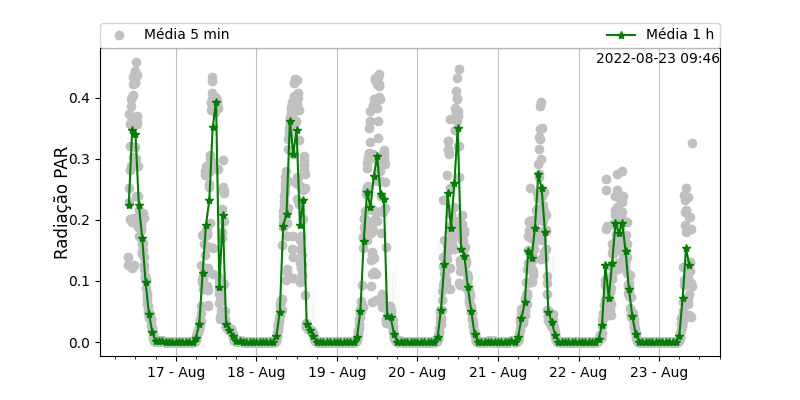 Média 5 min
Média 1 h
2022-08-23 09:46
Radiação PAR
0.4
0.3
0.2
0.1
0.0
17 - Aug
18 - Aug
19 - Aug
20 - Aug
21 - Aug
22 - Aug
23 - Aug